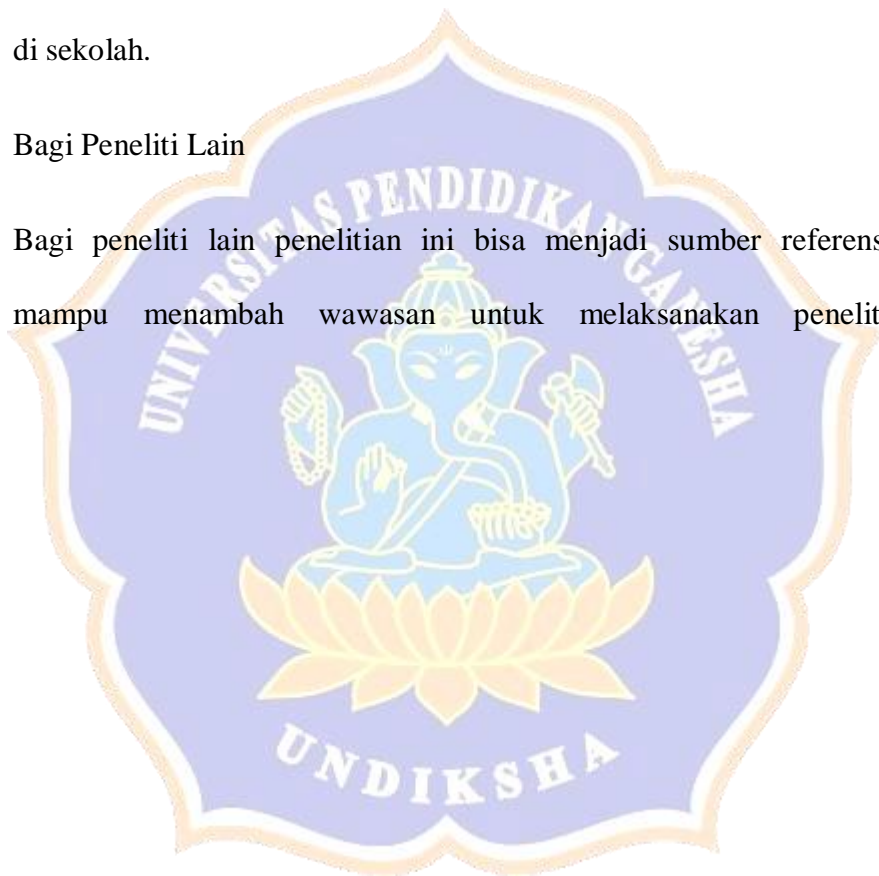 di sekolah.
Bagi Peneliti Lain
Bagi peneliti lain penelitian ini bisa menjadi sumber referens
mampu menambah wawasan untuk melaksanakan penelit
UNIVERSITAS PENDIDIKAN GANESHA
UNDIKSHA